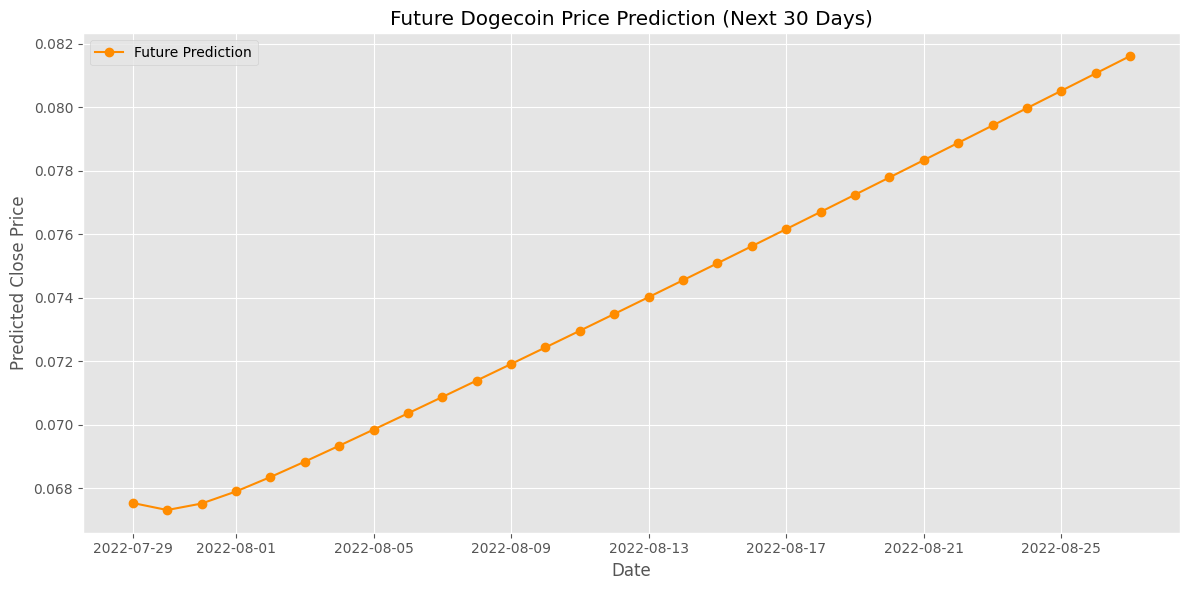 Future Dogecoin Price Prediction (Next 30 Days)
Future Prediction
Predicted Close Price
0.082
0.080
0.078
0.076
0.074
0.072
0.070
0.068
2022-07-29 2022-08-01 2022-08-05 2022-08-09 2022-08-13 2022-08-17 2022-08-21 2022-08-25
Date